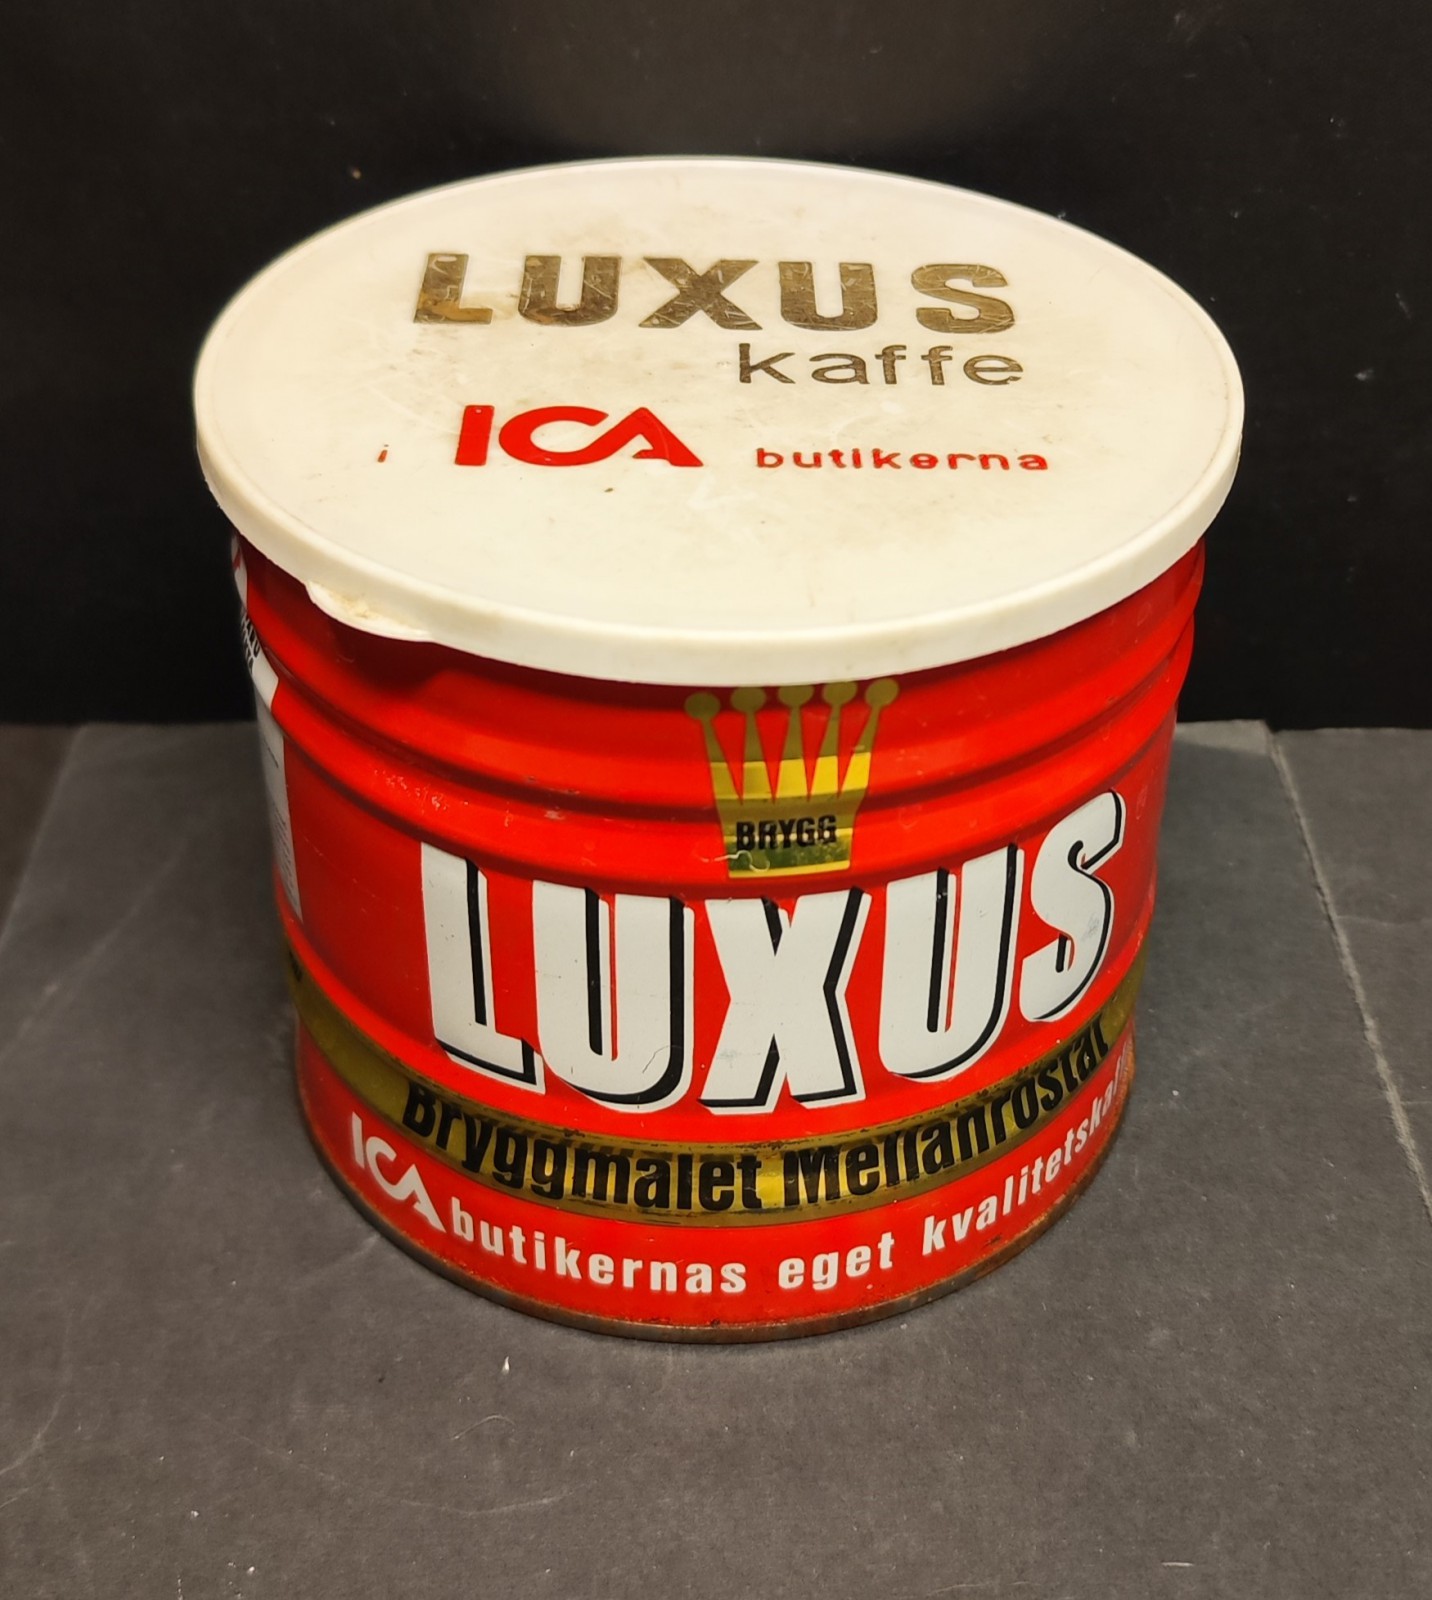 LUXUS
kaffe
i ICA butikerna
BRYGG
LUXUS
Bryggmalet Mellanrostat
ICA butikernas eget kvalitetskaffe